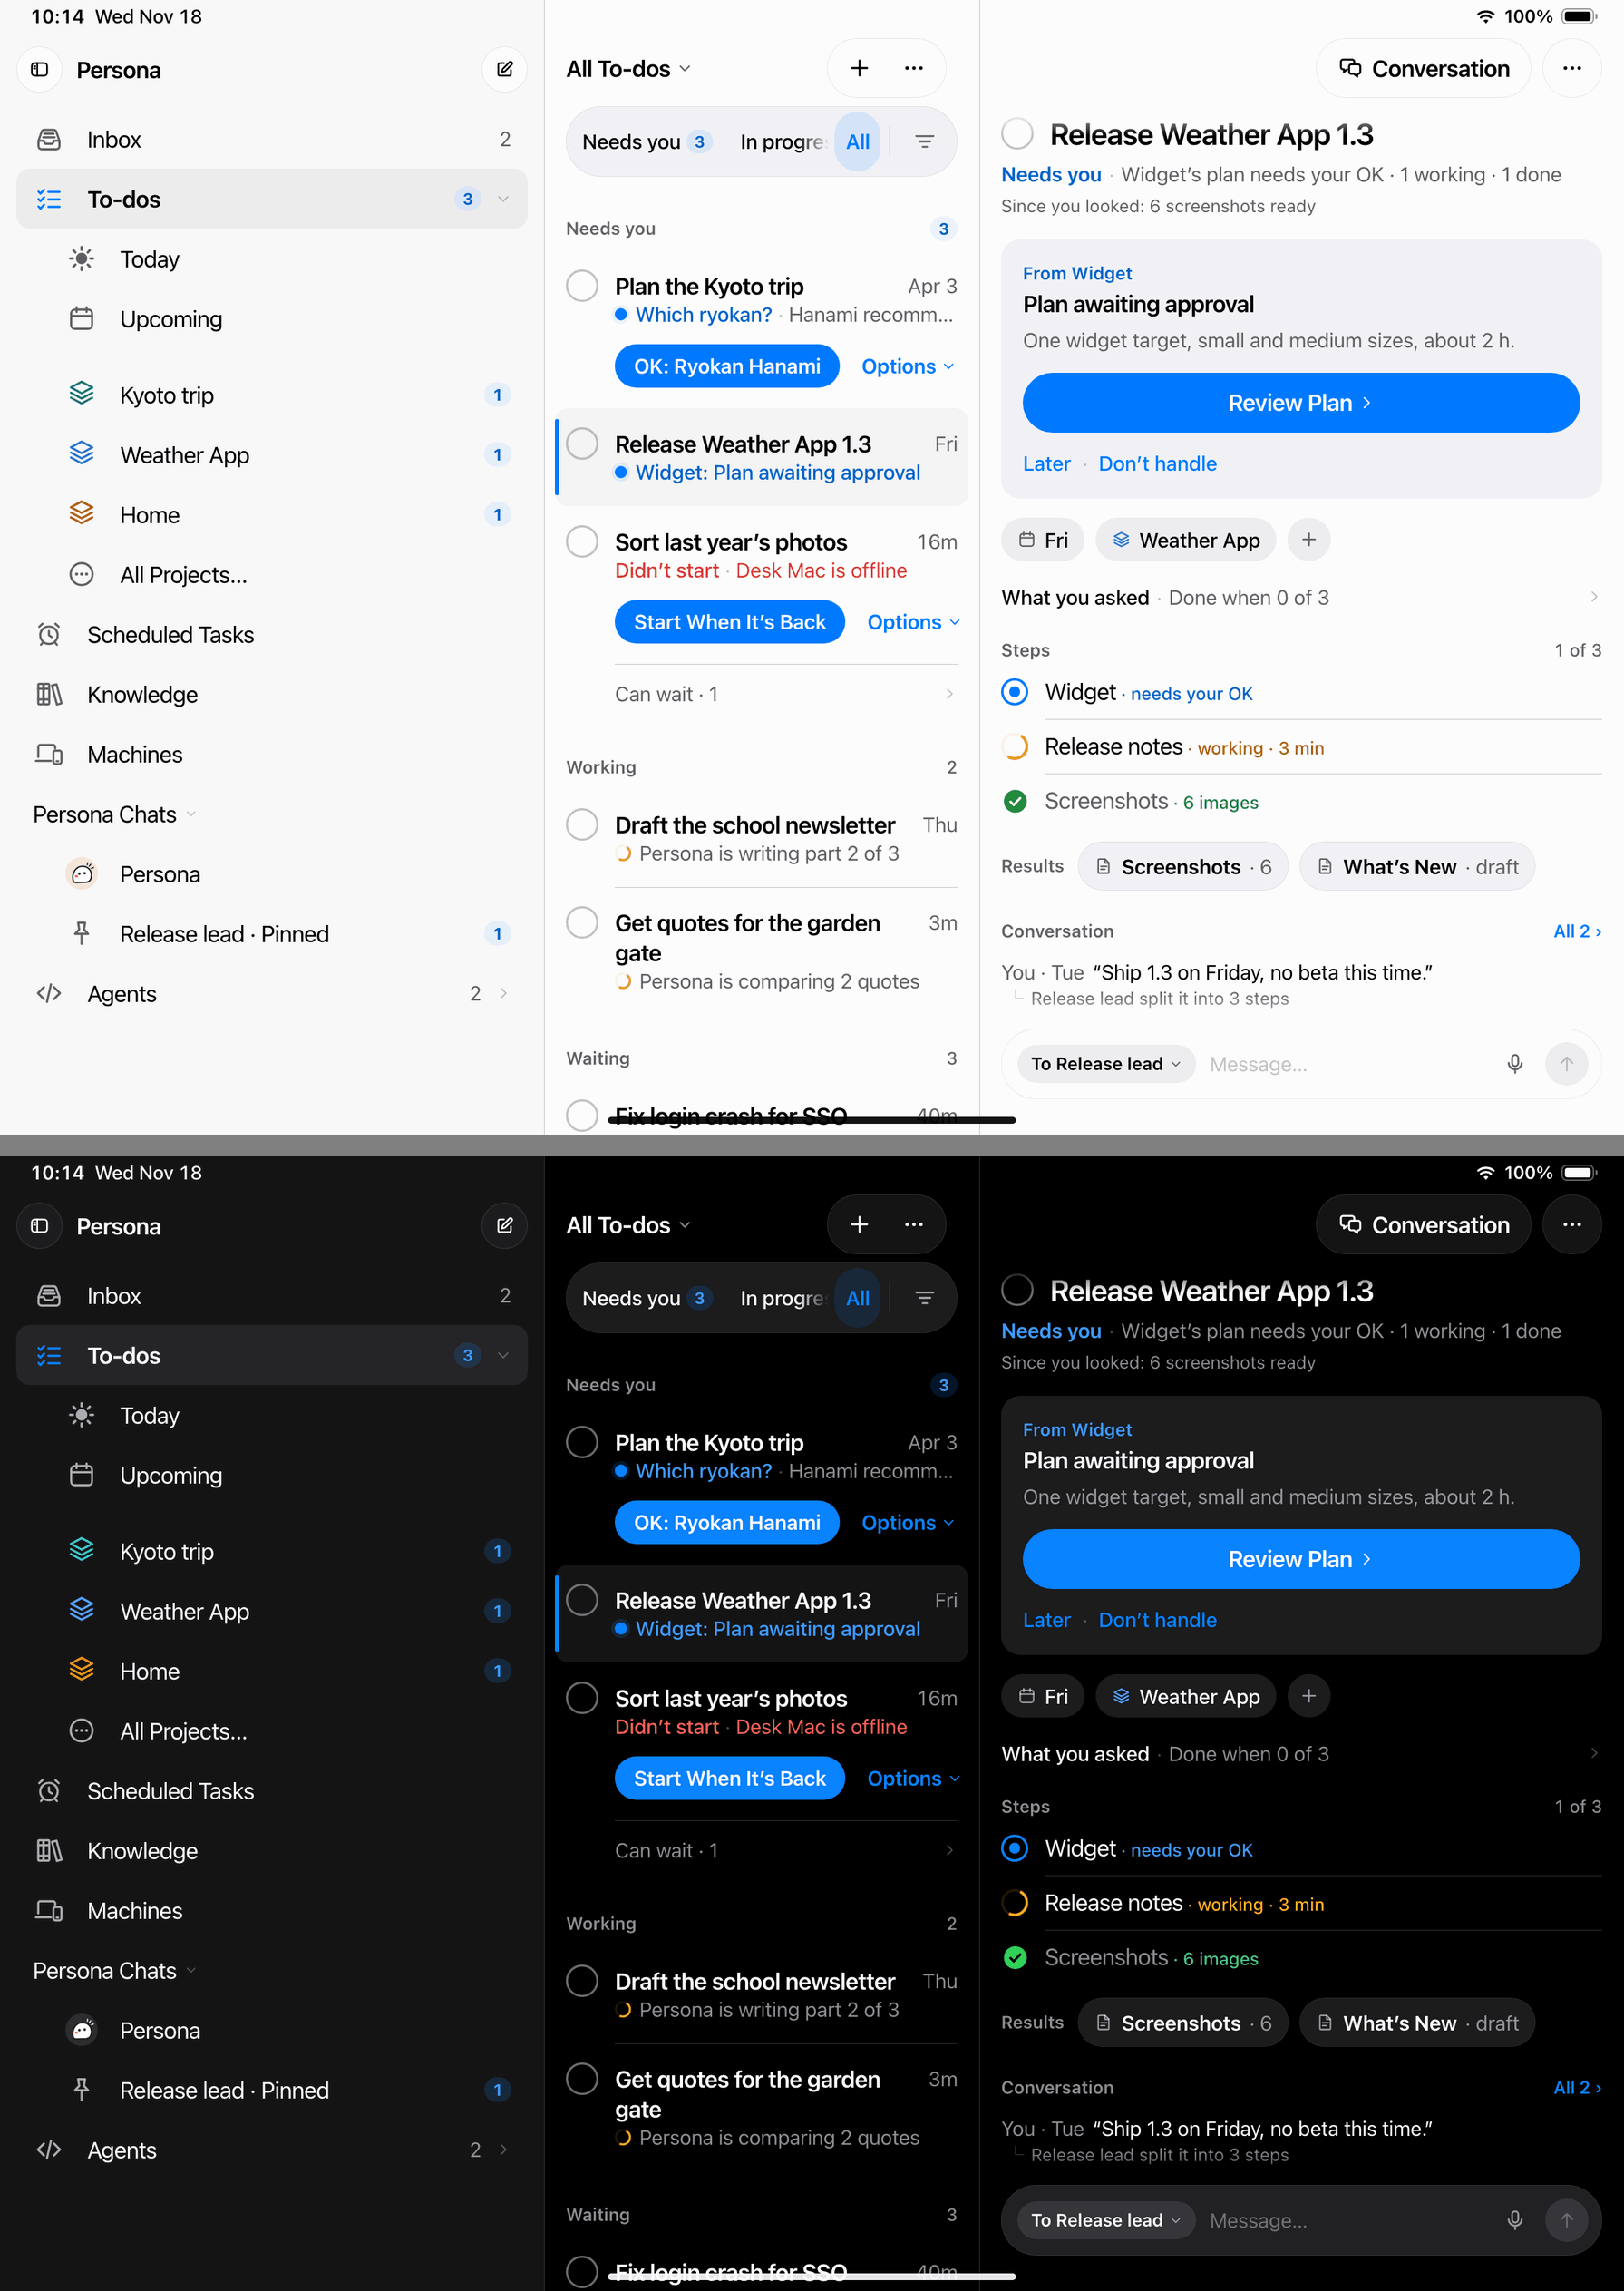 10:14 Wed Nov 18
100%
Persona
Inbox 2
To-dos 3
Today
Upcoming
Kyoto trip 1
Weather App 1
Home 1
All Projects...
Scheduled Tasks
Knowledge
Machines
Persona Chats
Persona
Release lead · Pinned 1
Agents 2
All To-dos
Needs you 3 In progre All
Needs you 3
Plan the Kyoto trip Apr 3
Which ryokan? · Hanami recomm...
OK: Ryokan Hanami Options
Release Weather App 1.3 Fri
Widget: Plan awaiting approval
Sort last year’s photos 16m
Didn’t start · Desk Mac is offline
Start When It’s Back Options
Can wait · 1
Working 2
Draft the school newsletter Thu
Persona is writing part 2 of 3
Get quotes for the garden 3m
gate
Persona is comparing 2 quotes
Waiting 3
Fix login crash for SSO 40m
Conversation
Release Weather App 1.3
Needs you · Widget’s plan needs your OK · 1 working · 1 done
Since you looked: 6 screenshots ready
From Widget
Plan awaiting approval
One widget target, small and medium sizes, about 2 h.
Review Plan ›
Later · Don’t handle
Fri Weather App +
What you asked · Done when 0 of 3
Steps 1 of 3
Widget · needs your OK
Release notes · working · 3 min
Screenshots · 6 images
Results Screenshots · 6 What’s New · draft
Conversation All 2 ›
You · Tue “Ship 1.3 on Friday, no beta this time.”
Release lead split it into 3 steps
To Release lead Message...
10:14 Wed Nov 18
100%
Persona
Inbox 2
To-dos 3
Today
Upcoming
Kyoto trip 1
Weather App 1
Home 1
All Projects...
Scheduled Tasks
Knowledge
Machines
Persona Chats
Persona
Release lead · Pinned 1
Agents 2
All To-dos
Needs you 3 In progre All
Needs you 3
Plan the Kyoto trip Apr 3
Which ryokan? · Hanami recomm...
OK: Ryokan Hanami Options
Release Weather App 1.3 Fri
Widget: Plan awaiting approval
Sort last year’s photos 16m
Didn’t start · Desk Mac is offline
Start When It’s Back Options
Can wait · 1
Working 2
Draft the school newsletter Thu
Persona is writing part 2 of 3
Get quotes for the garden 3m
gate
Persona is comparing 2 quotes
Waiting 3
Fix login crash for SSO 40m
Conversation
Release Weather App 1.3
Needs you · Widget’s plan needs your OK · 1 working · 1 done
Since you looked: 6 screenshots ready
From Widget
Plan awaiting approval
One widget target, small and medium sizes, about 2 h.
Review Plan ›
Later · Don’t handle
Fri Weather App +
What you asked · Done when 0 of 3
Steps 1 of 3
Widget · needs your OK
Release notes · working · 3 min
Screenshots · 6 images
Results Screenshots · 6 What’s New · draft
Conversation All 2 ›
You · Tue “Ship 1.3 on Friday, no beta this time.”
Release lead split it into 3 steps
To Release lead Message...